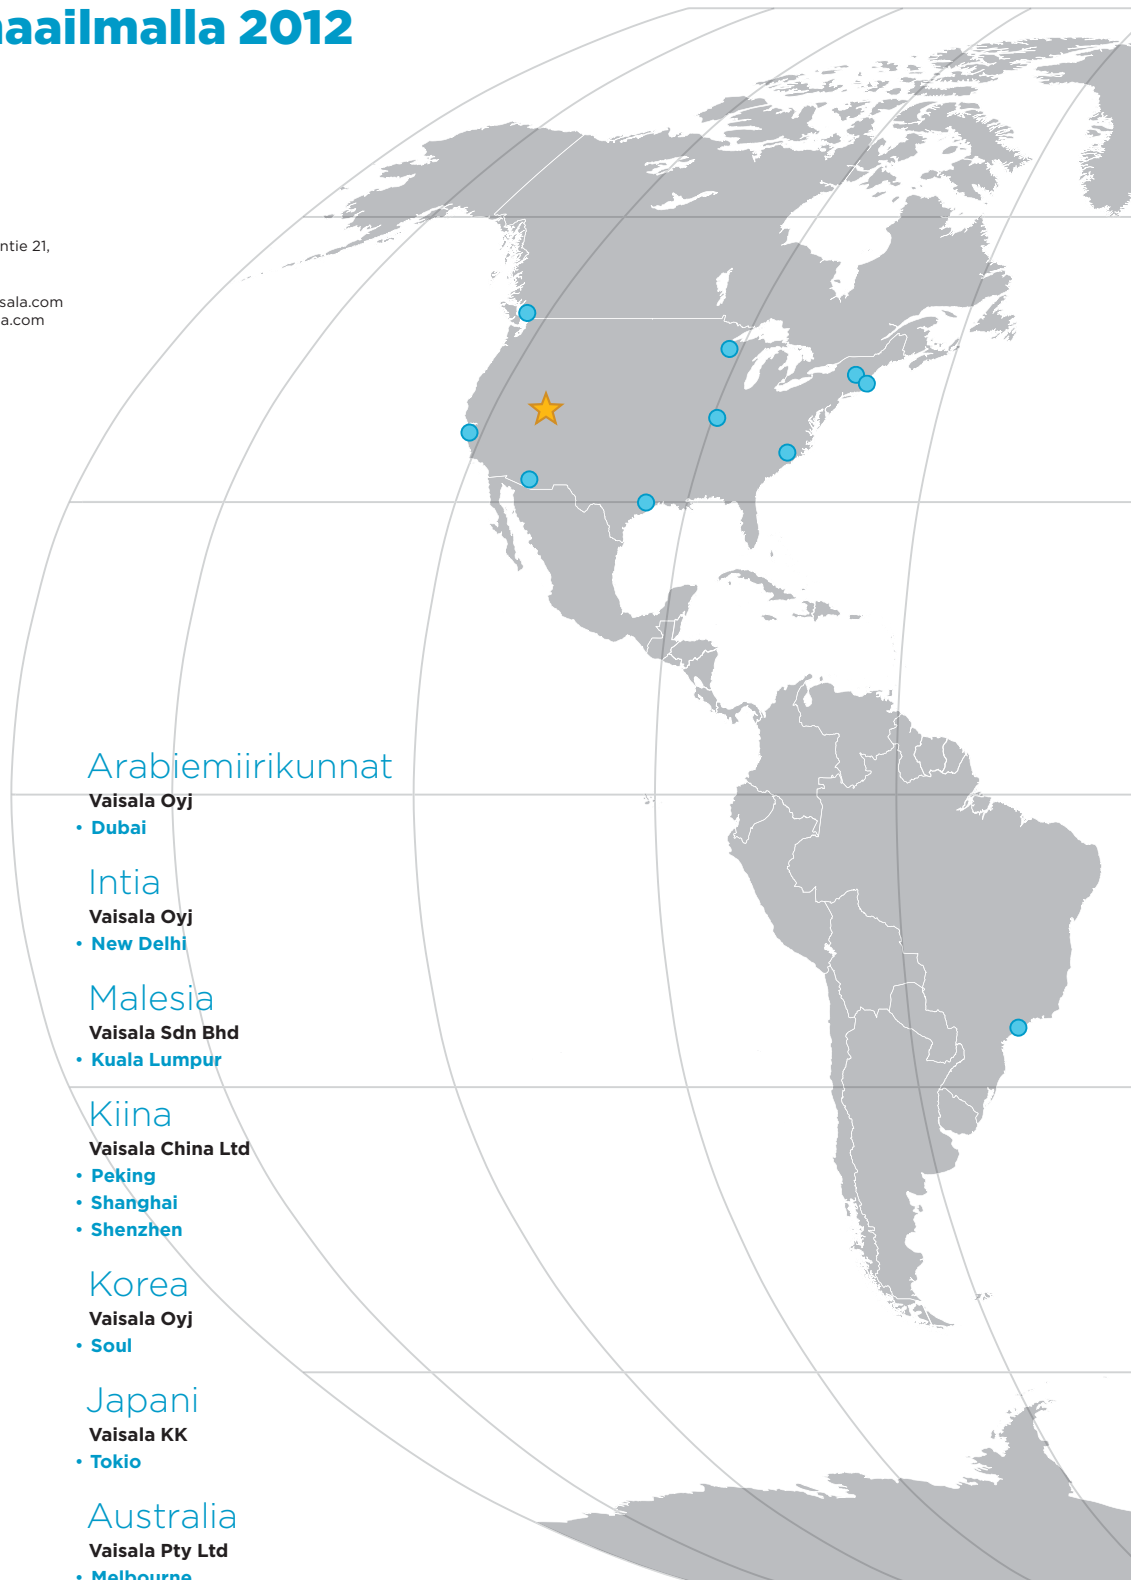 aailmalla 2012
ntie 21,
sala.com
a.com
Arabiemiirikunnat
Vaisala Oyj
• Dubai
Intia
Vaisala Oyj
• New Delhi
Malesia
Vaisala Sdn Bhd
• Kuala Lumpur
Kiina
Vaisala China Ltd
• Peking
• Shanghai
• Shenzhen
Korea
Vaisala Oyj
• Soul
Japani
Vaisala KK
• Tokio
Australia
Vaisala Pty Ltd
• Melbourne